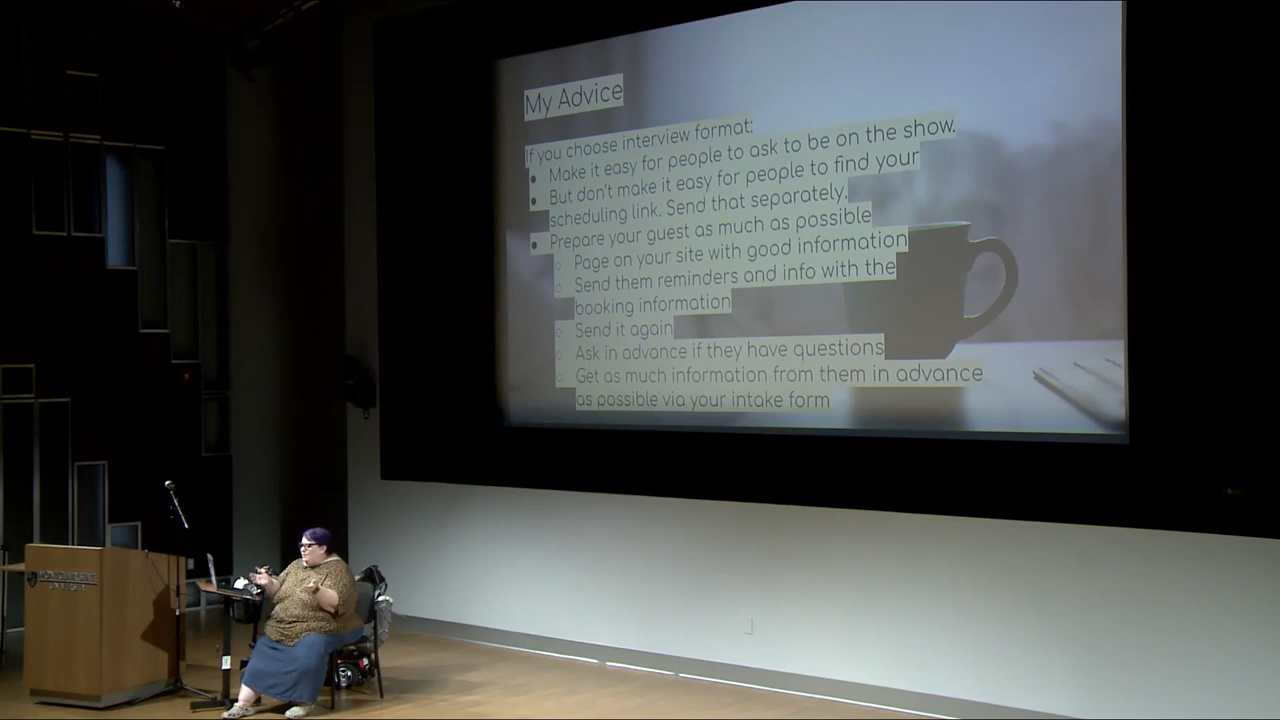 My Advice
If you choose interview format:
● Make it easy for people to ask to be on the show.
● But don't make it easy for people to find your
scheduling link. Send that separately.
● Prepare your guest as much as possible
○ Page on your site with good information
○ Send them reminders and info with the
booking information
○ Send it again
○ Ask in advance if they have questions
○ Get as much information from them in advance
as possible via your intake form